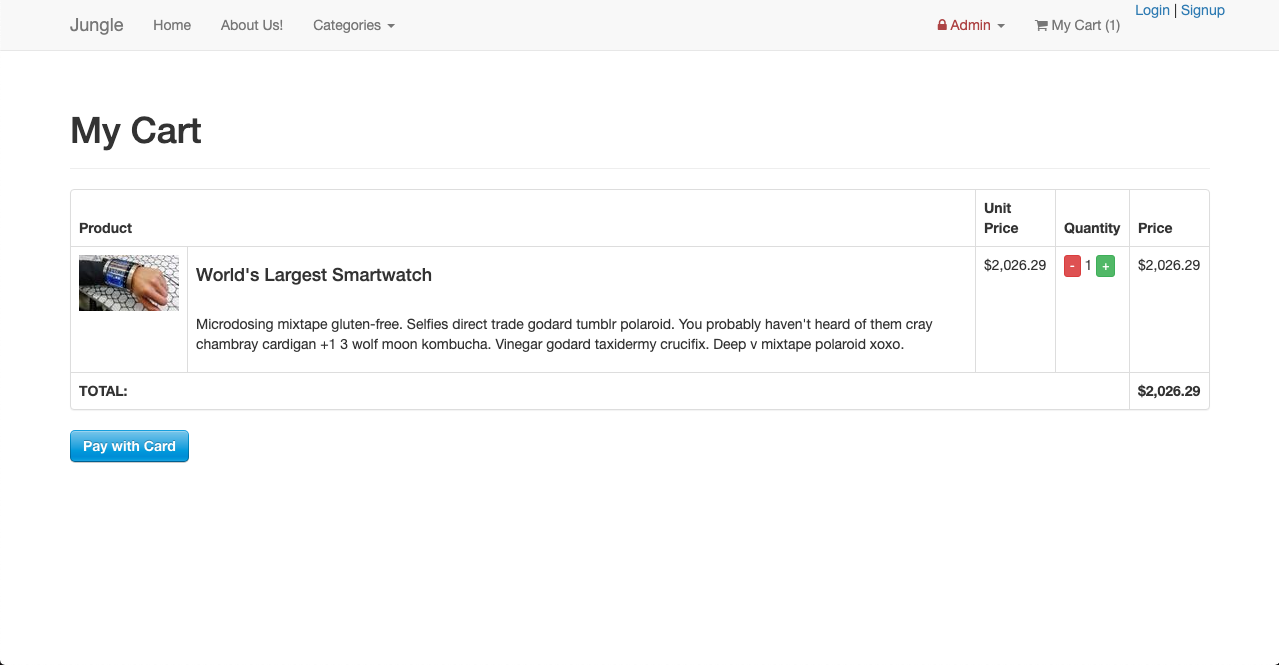 Jungle Home About Us! Categories Admin My Cart (1) Login | Signup
My Cart
Product Unit Price Quantity Price
World's Largest Smartwatch $2,026.29 - 1 + $2,026.29
Microdosing mixtape gluten-free. Selfies direct trade godard tumblr polaroid. You probably haven't heard of them cray
chambray cardigan +1 3 wolf moon kombucha. Vinegar godard taxidermy crucifix. Deep v mixtape polaroid xoxo.
TOTAL: $2,026.29
Pay with Card